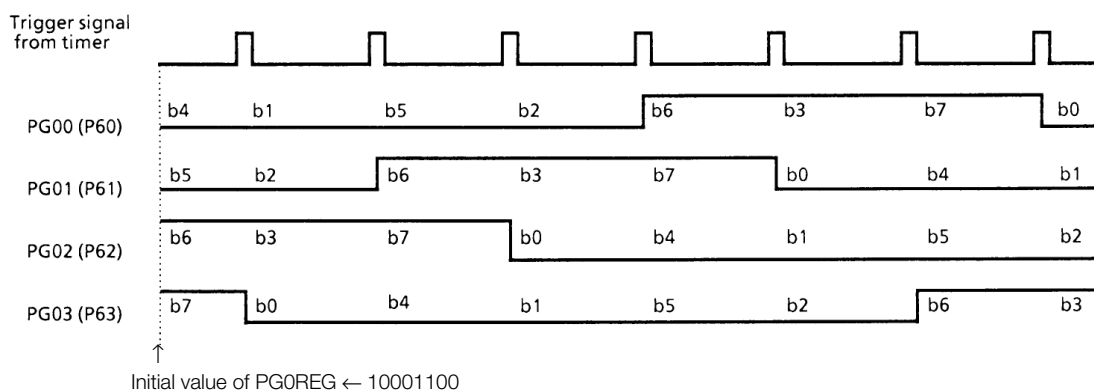 Trigger signal
from timer
PG00 (P60) b4 b1 b5 b2 b6 b3 b7 b0
PG01 (P61) b5 b2 b6 b3 b7 b0 b4 b1
PG02 (P62) b6 b3 b7 b0 b4 b1 b5 b2
PG03 (P63) b7 b0 b4 b1 b5 b2 b6 b3
↑
Initial value of PG0REG ← 10001100